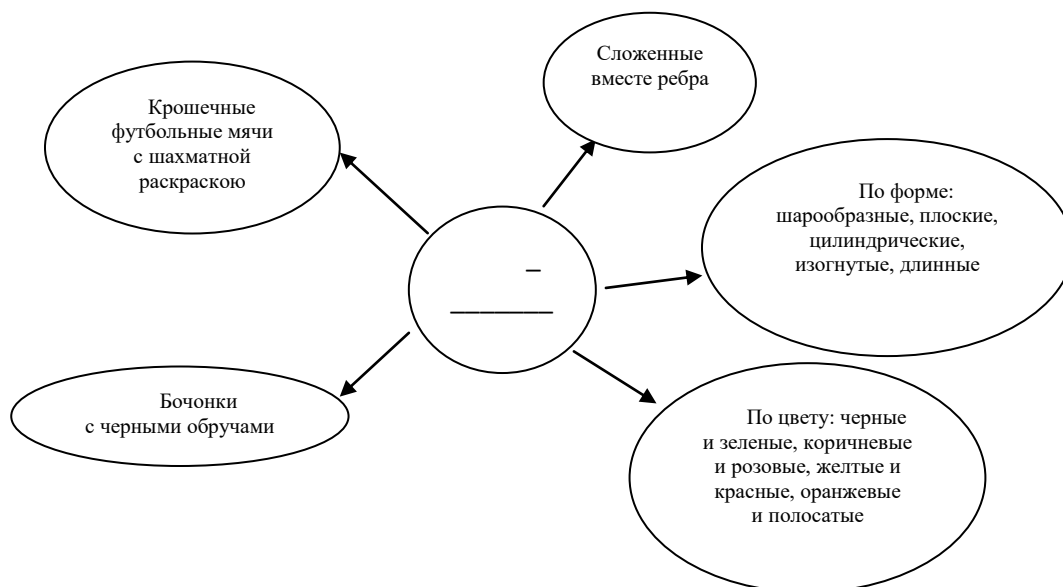 Сложенные
вместе ребра
Крошечные
футбольные мячи
с шахматной
раскраскою
По форме:
шарообразные, плоские,
цилиндрические,
изогнутые, длинные
_
_______
Бочонки
с черными обручами
По цвету: черные
и зеленые, коричневые
и розовые, желтые и
красные, оранжевые
и полосатые